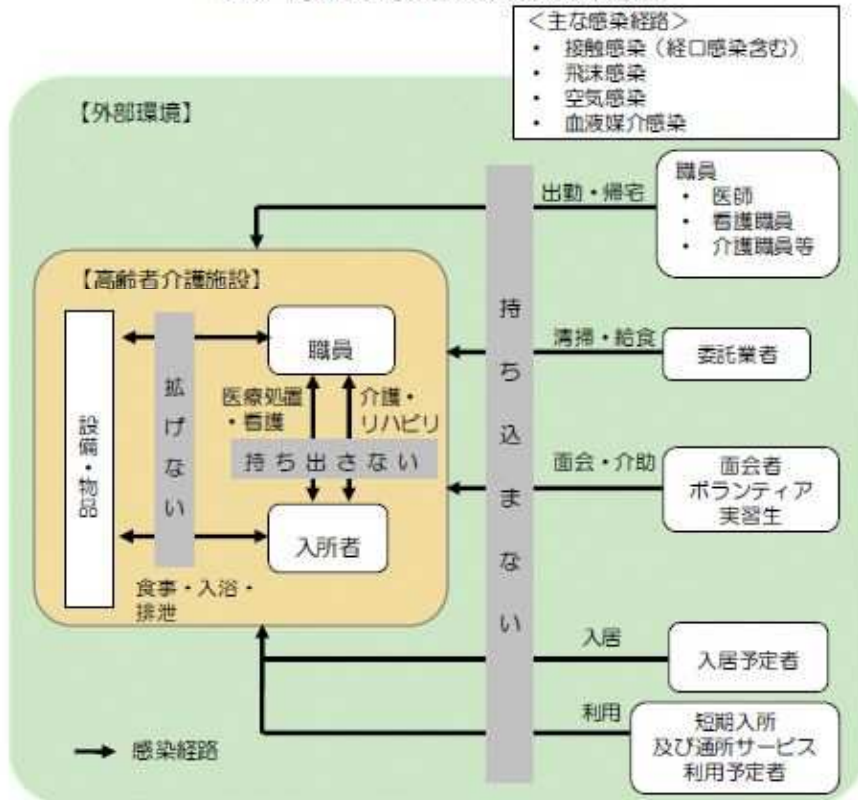 <主な感染経路>
・ 接触感染（経口感染含む）
・ 飛沫感染
・ 空気感染
・ 血液媒介感染
【外部環境】
職員
・ 医師
・ 看護職員
・ 介護職員等
出勤・帰宅
【高齢者介護施設】
持ち込まない
清掃・給食
委託業者
職員
拡げない
設備・物品
医療処置
・看護
介護・
リハビリ
持ち出さない
面会・介助
面会者
ボランティア
実習生
入所者
食事・入浴・
排泄
入居
入居予定者
利用
短期入所
及び通所サービス
利用予定者
感染経路